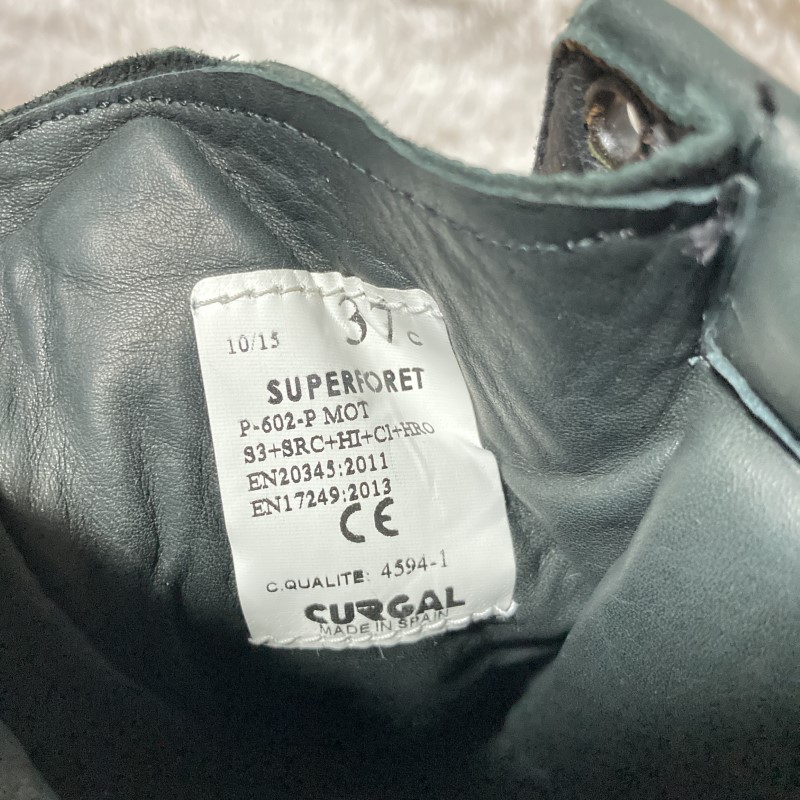 10/15 37 c
SUPERFORET
P-602-P MOT
S3+SRC+HI+CI+HRO
EN20345:2011
EN17249:2013
CE
C.QUALITE: 4594-1
CURGAL
MADE IN SPAIN